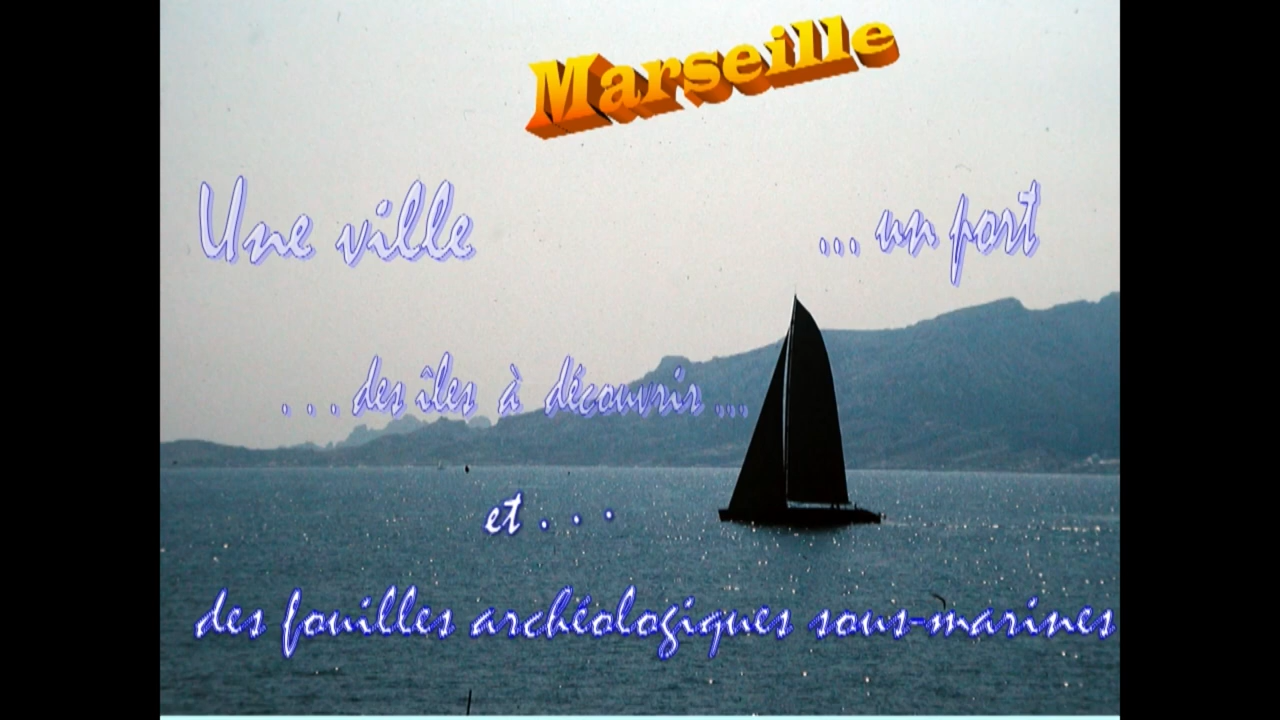 Marseille
Une ville ... un port
. . . des îles à découvrir ...
et . . .
des fouilles archéologiques sous-marines